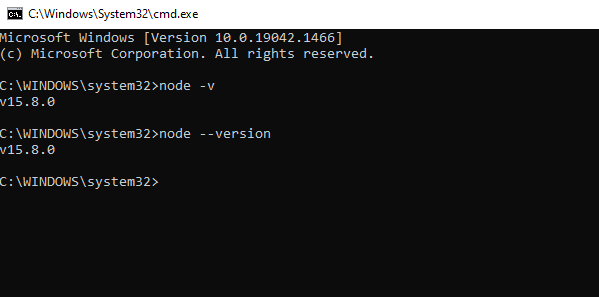 C:\Windows\System32\cmd.exe
Microsoft Windows [Version 10.0.19042.1466]
(c) Microsoft Corporation. All rights reserved.
C:\WINDOWS\system32>node -v
v15.8.0
C:\WINDOWS\system32>node --version
v15.8.0
C:\WINDOWS\system32>